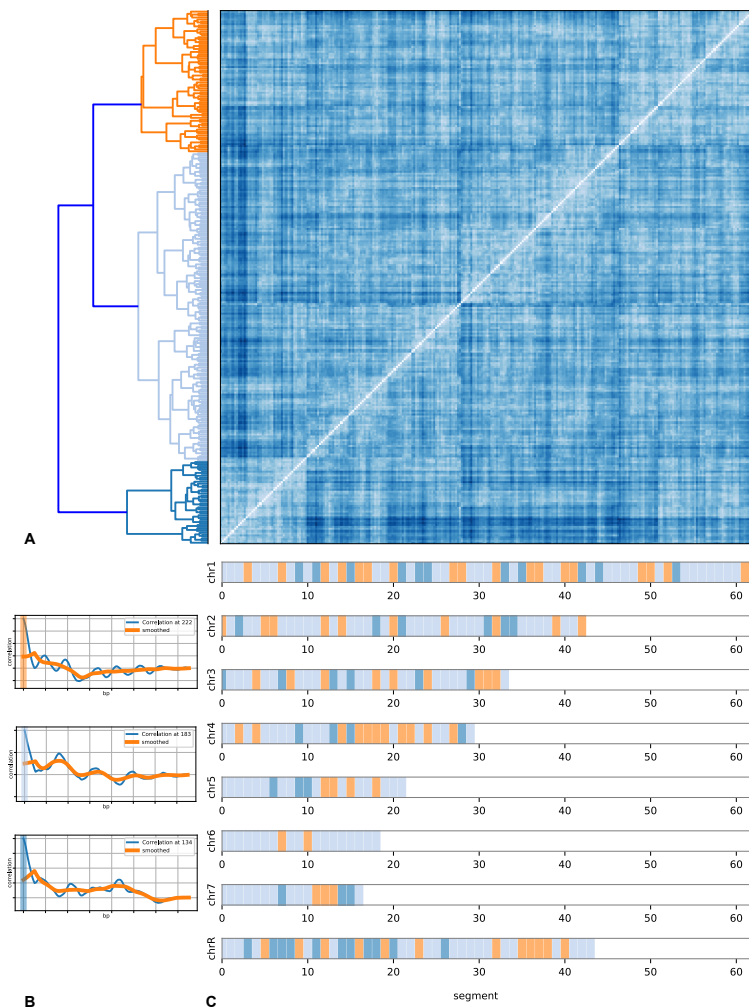 A
chr1
0 10 20 30 40 50 60
Correlation at 222
smoothed
correlation
bp
chr2
0 10 20 30 40 50 60
chr3
0 10 20 30 40 50 60
Correlation at 183
smoothed
correlation
bp
chr4
0 10 20 30 40 50 60
chr5
0 10 20 30 40 50 60
Correlation at 134
smoothed
correlation
bp
chr6
0 10 20 30 40 50 60
chr7
0 10 20 30 40 50 60
chrR
0 10 20 30 40 50 60
segment
B
C